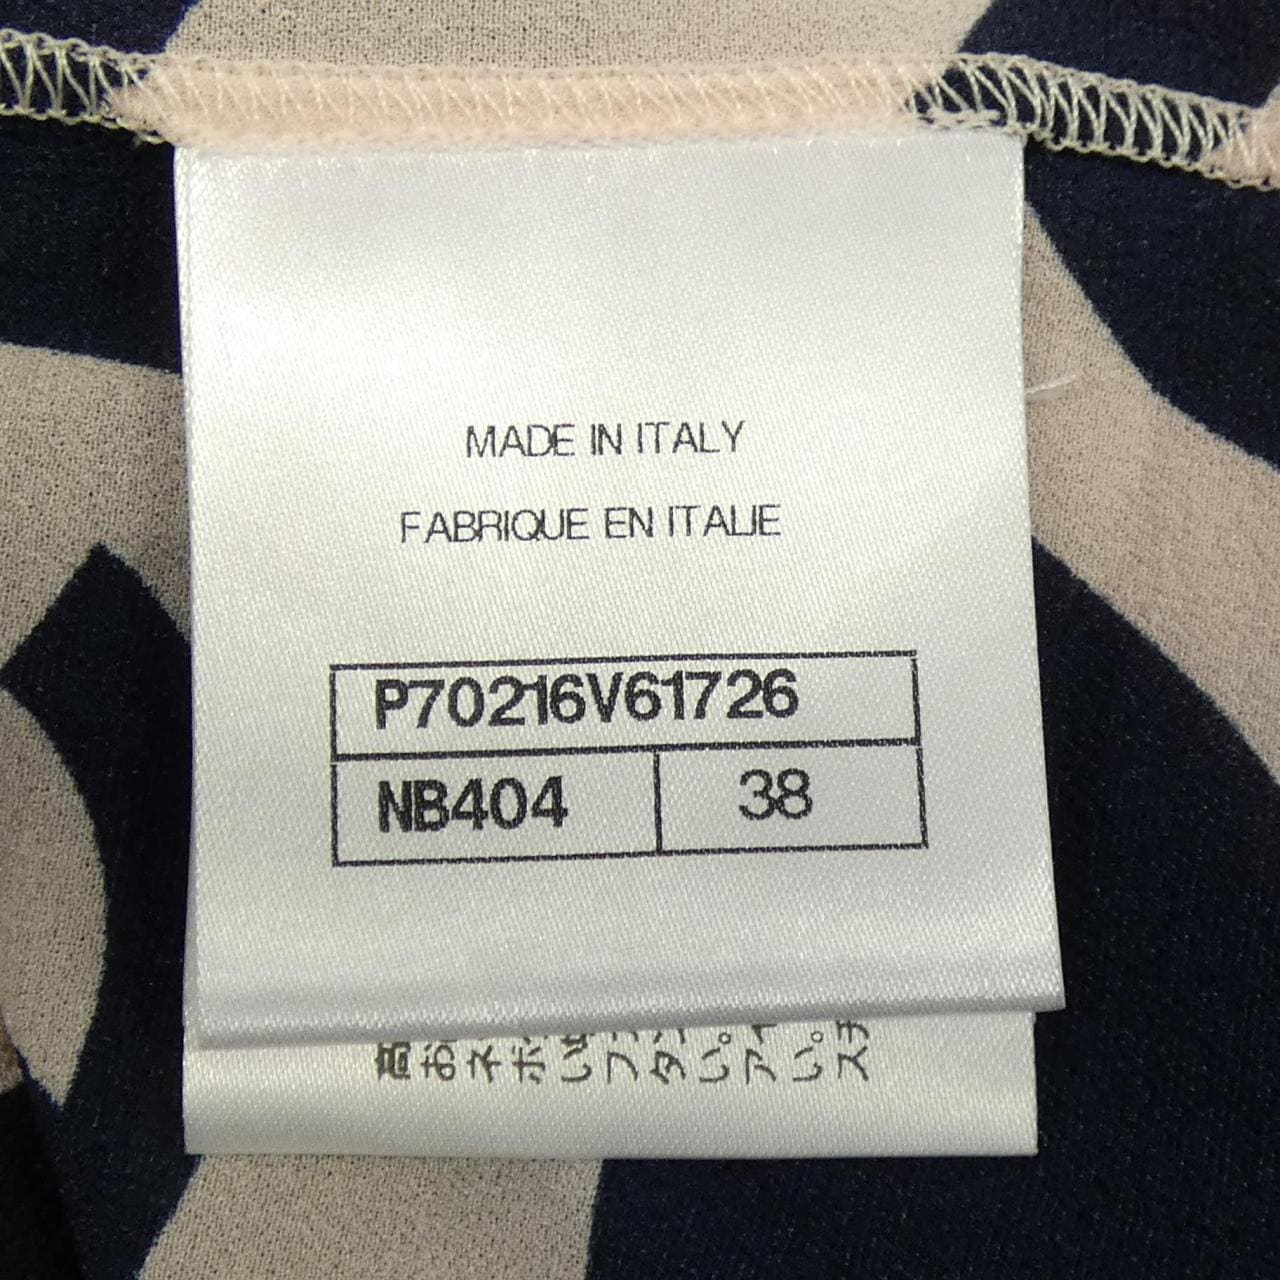 MADE IN ITALY
FABRIQUE EN ITALIE
P70216V61726
NB404 38